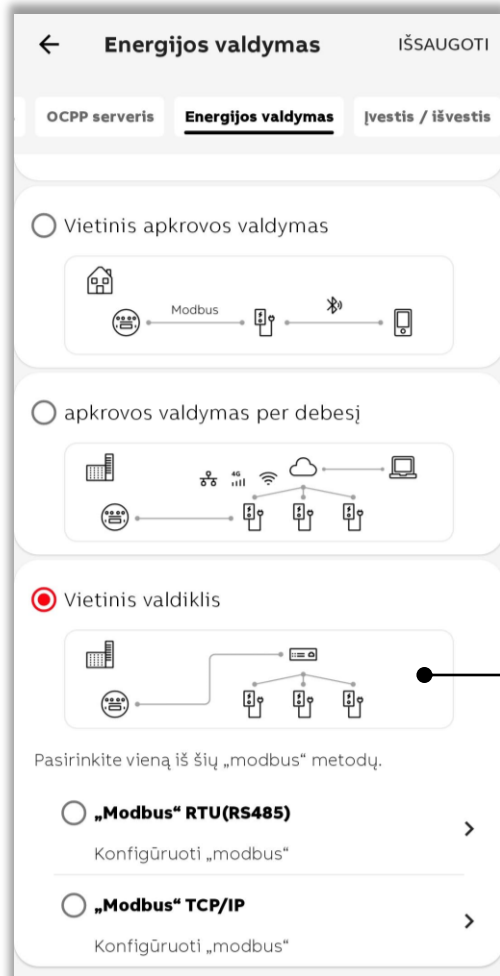 Energijos valdymas IŠSAUGOTI
OCPP serveris Energijos valdymas Įvestis / išvestis
Vietinis apkrovos valdymas
Modbus
apkrovos valdymas per debesį
4G
Vietinis valdiklis
Pasirinkite vieną iš šių „modbus“ metodų.
„Modbus“ RTU(RS485)
Konfigūruoti „modbus“
„Modbus“ TCP/IP
Konfigūruoti „modbus“